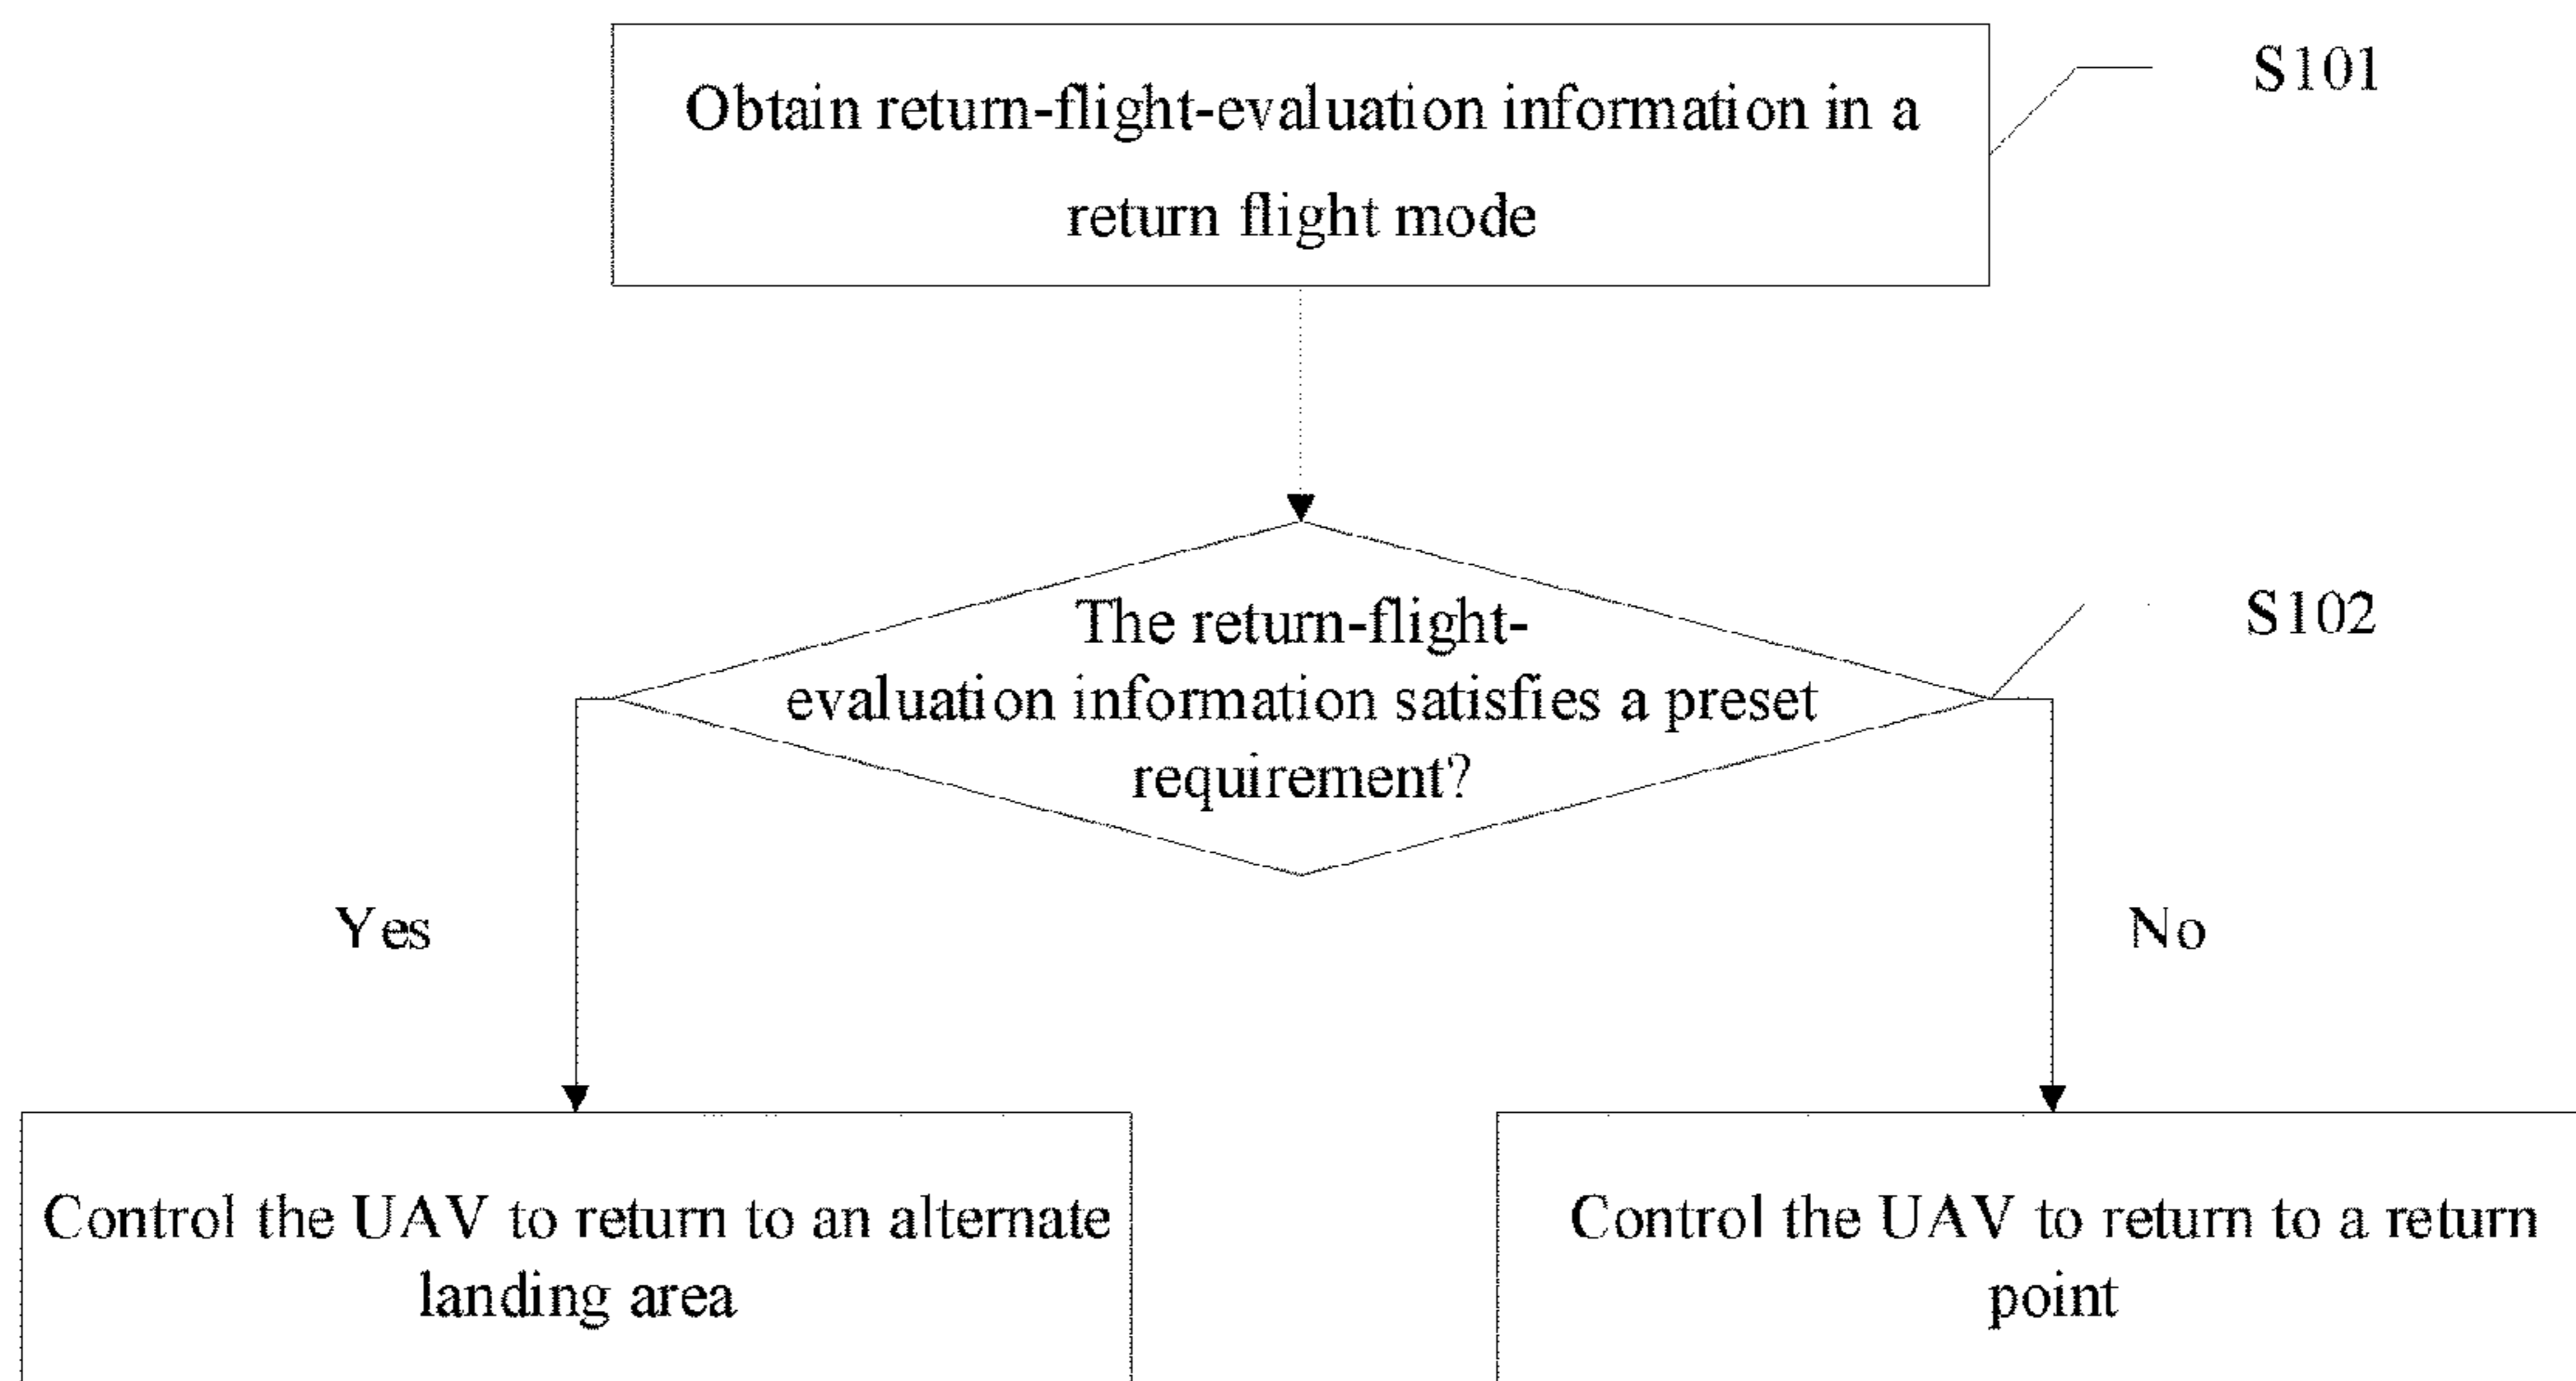 Obtain return-flight-evaluation information in a
return flight mode
S101
The return-flight-
evaluation information satisfies a preset
requirement?
S102
Yes
No
Control the UAV to return to an alternate
landing area
Control the UAV to return to a return
point